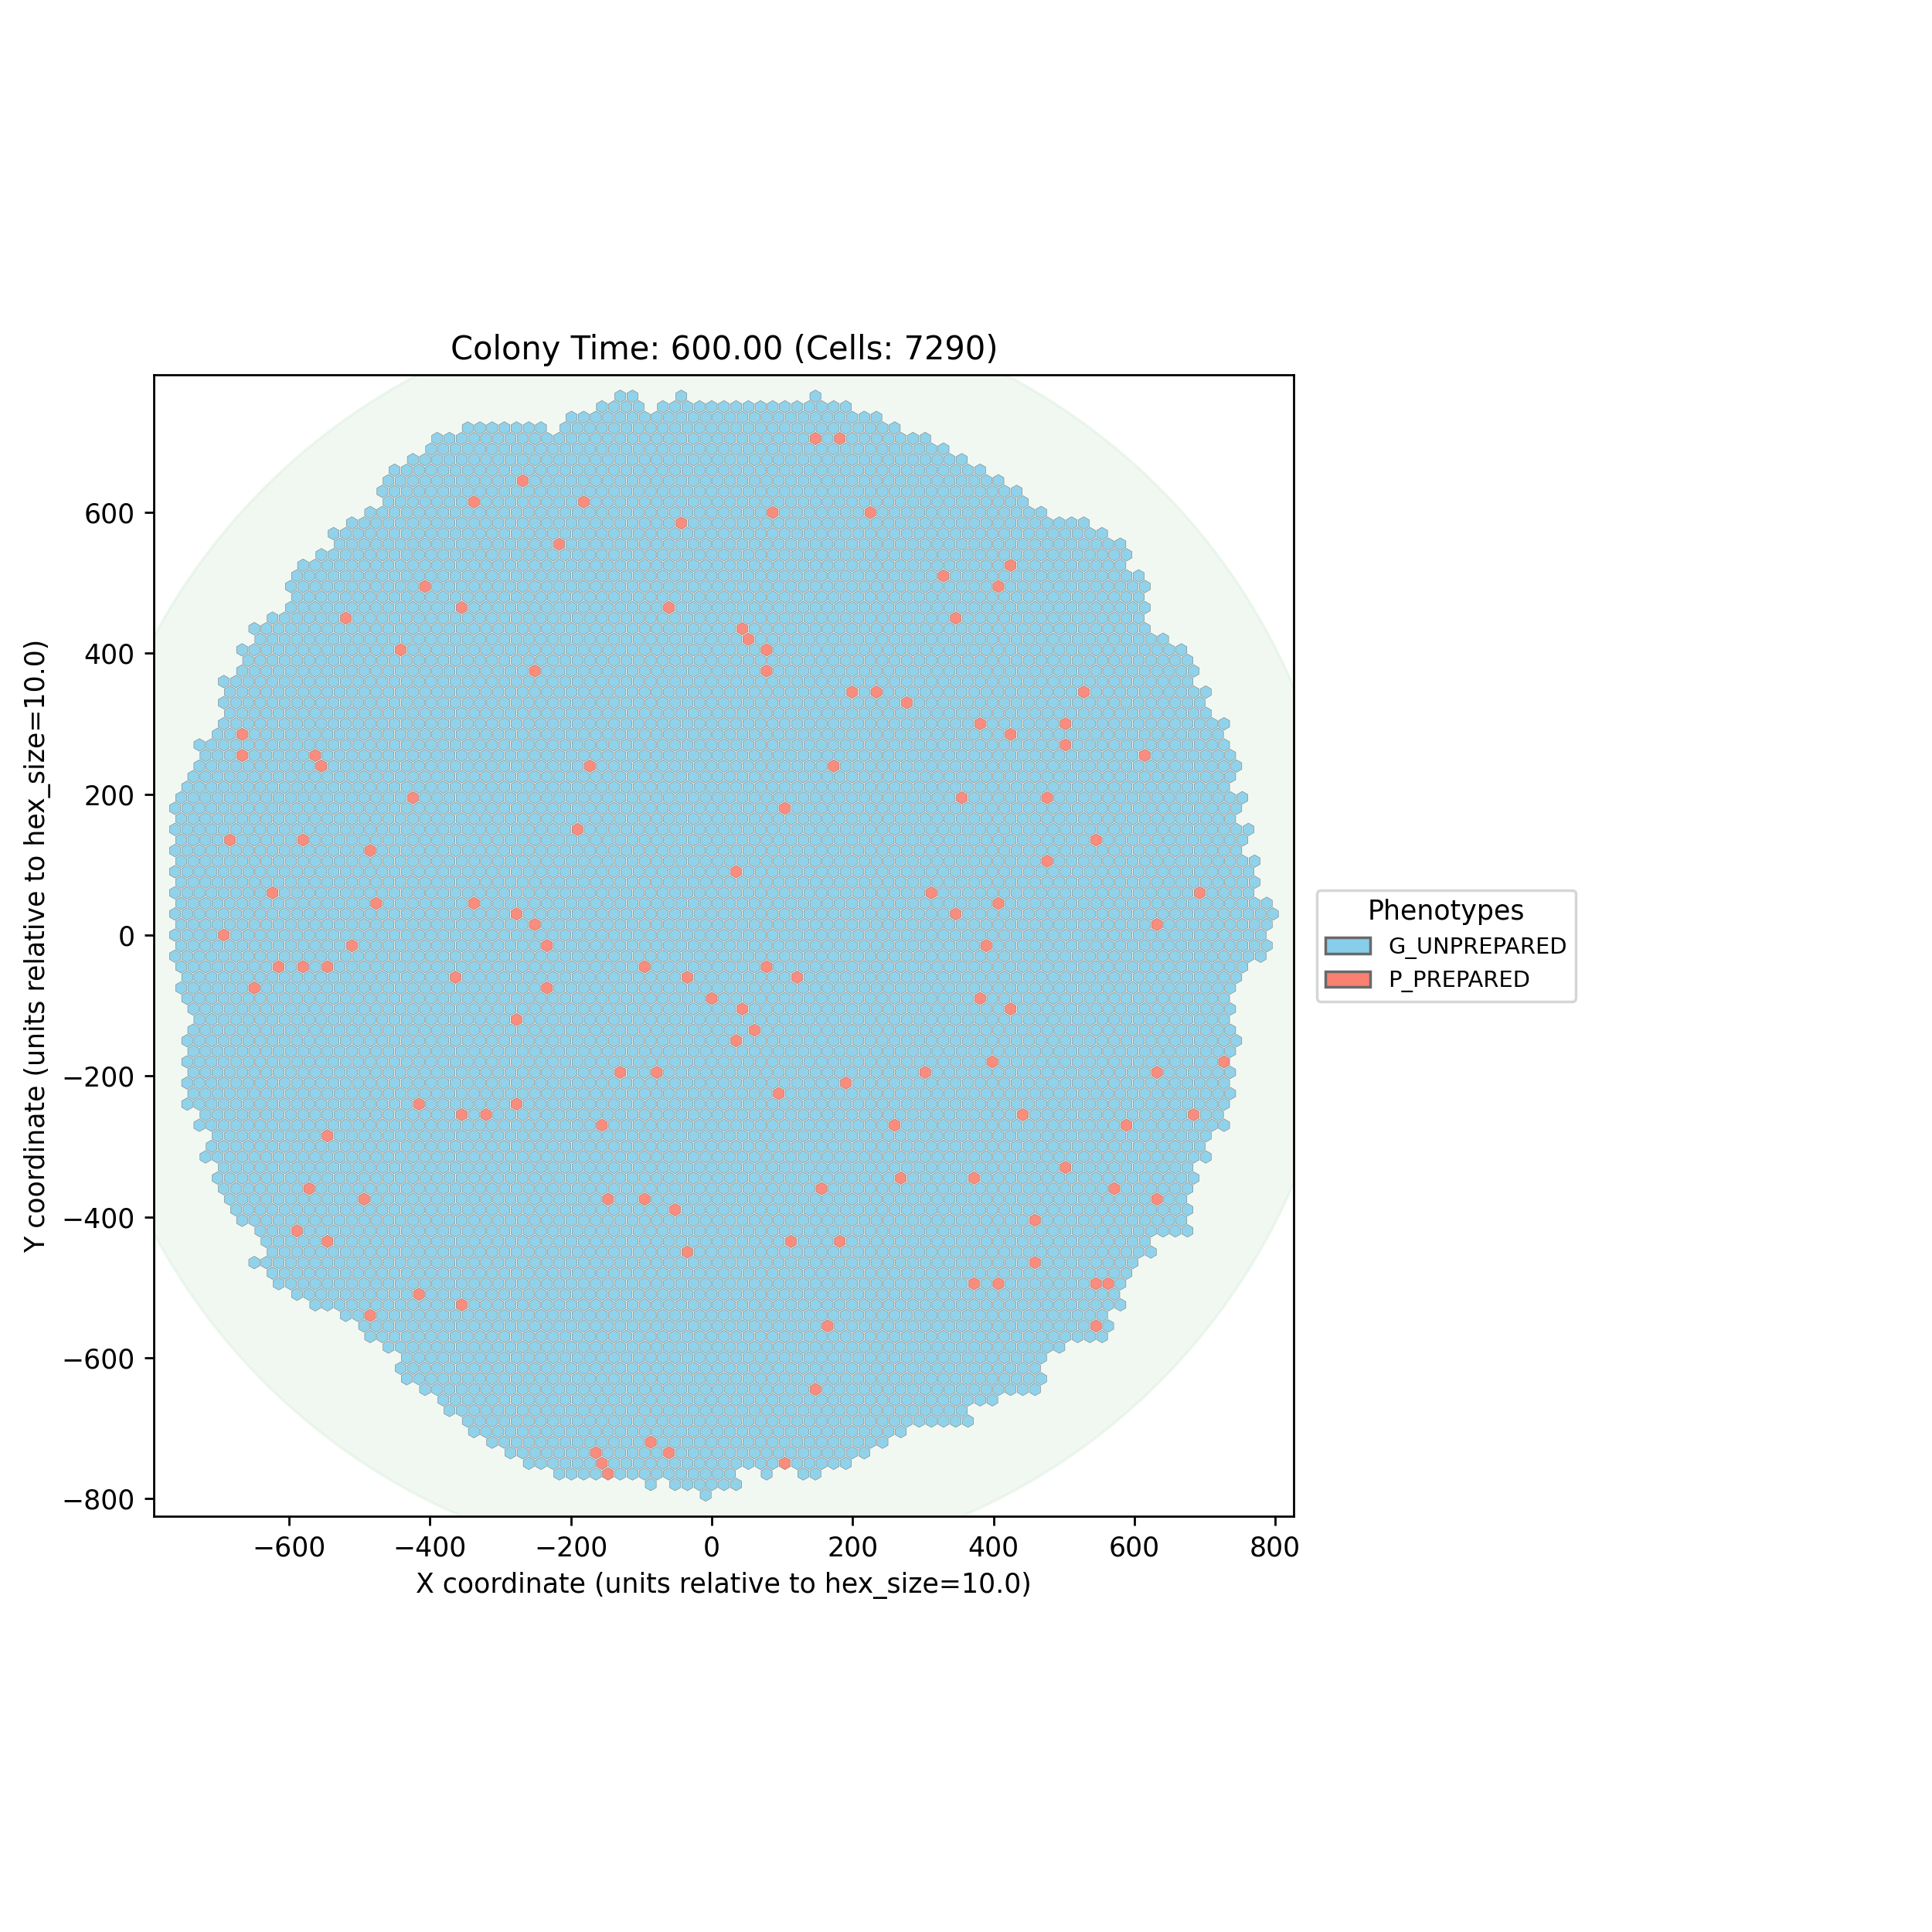 Colony Time: 600.00 (Cells: 7290)
Y coordinate (units relative to hex_size=10.0)
600
400
200
0
−200
−400
−600
−800
−600 −400 −200 0 200 400 600 800
X coordinate (units relative to hex_size=10.0)
Phenotypes
G_UNPREPARED
P_PREPARED